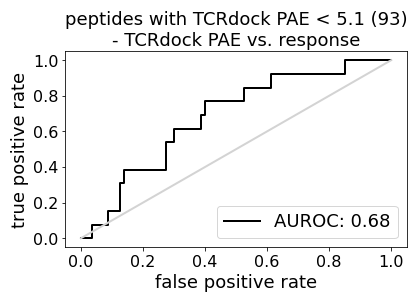 peptides with TCRdock PAE < 5.1 (93)
- TCRdock PAE vs. response
true positive rate
1.0
0.8
0.6
0.4
0.2
0.0
AUROC: 0.68
0.0 0.2 0.4 0.6 0.8 1.0
false positive rate